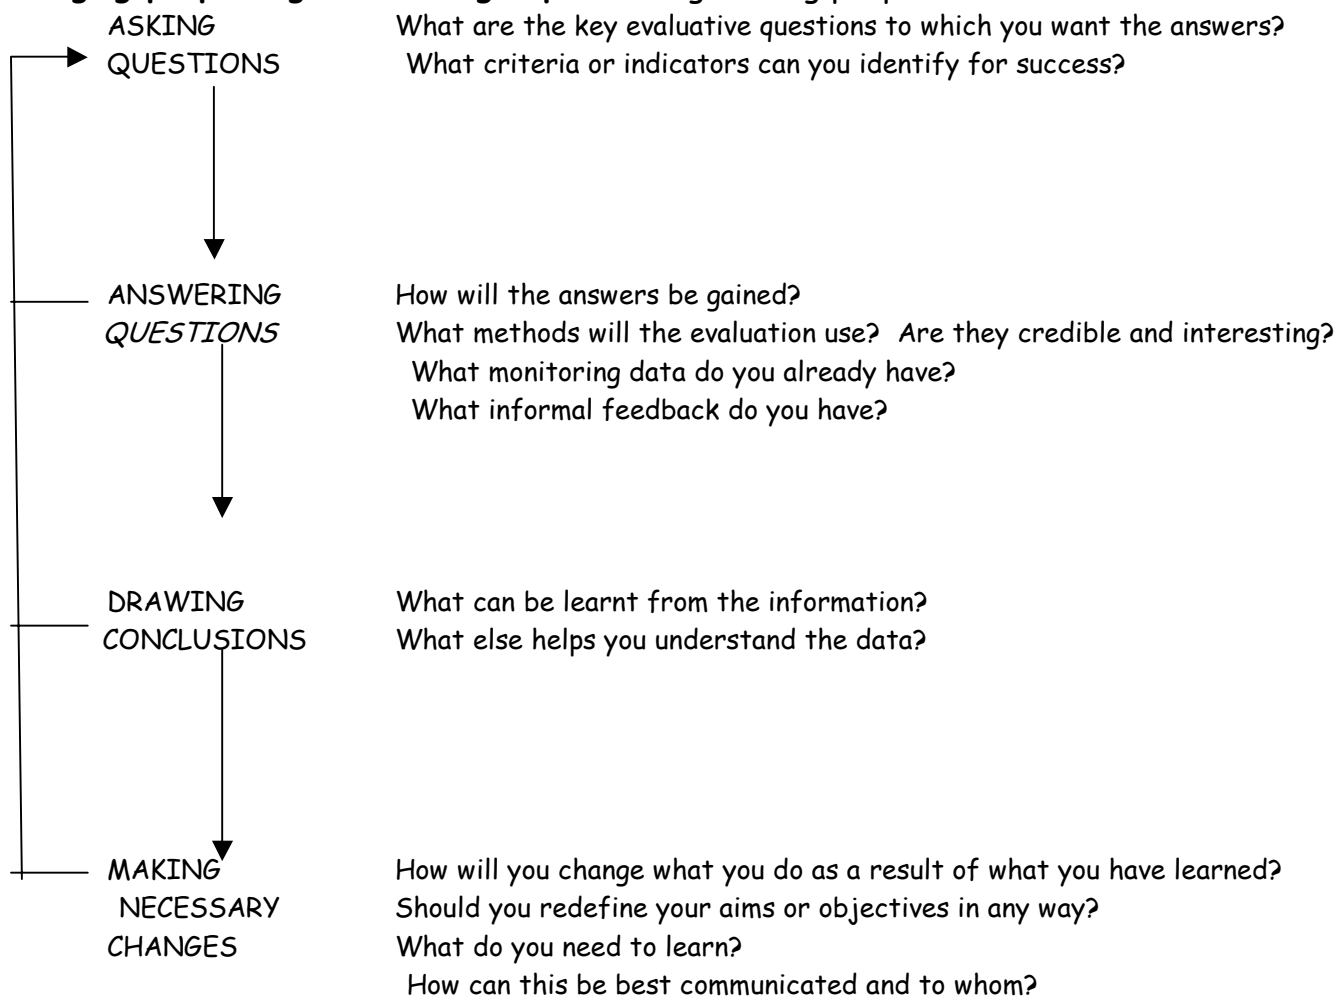 ASKING What are the key evaluative questions to which you want the answers?
QUESTIONS What criteria or indicators can you identify for success?
ANSWERING How will the answers be gained?
QUESTIONS What methods will the evaluation use? Are they credible and interesting?
What monitoring data do you already have?
What informal feedback do you have?
DRAWING What can be learnt from the information?
CONCLUSIONS What else helps you understand the data?
MAKING How will you change what you do as a result of what you have learned?
NECESSARY Should you redefine your aims or objectives in any way?
CHANGES What do you need to learn?
How can this be best communicated and to whom?